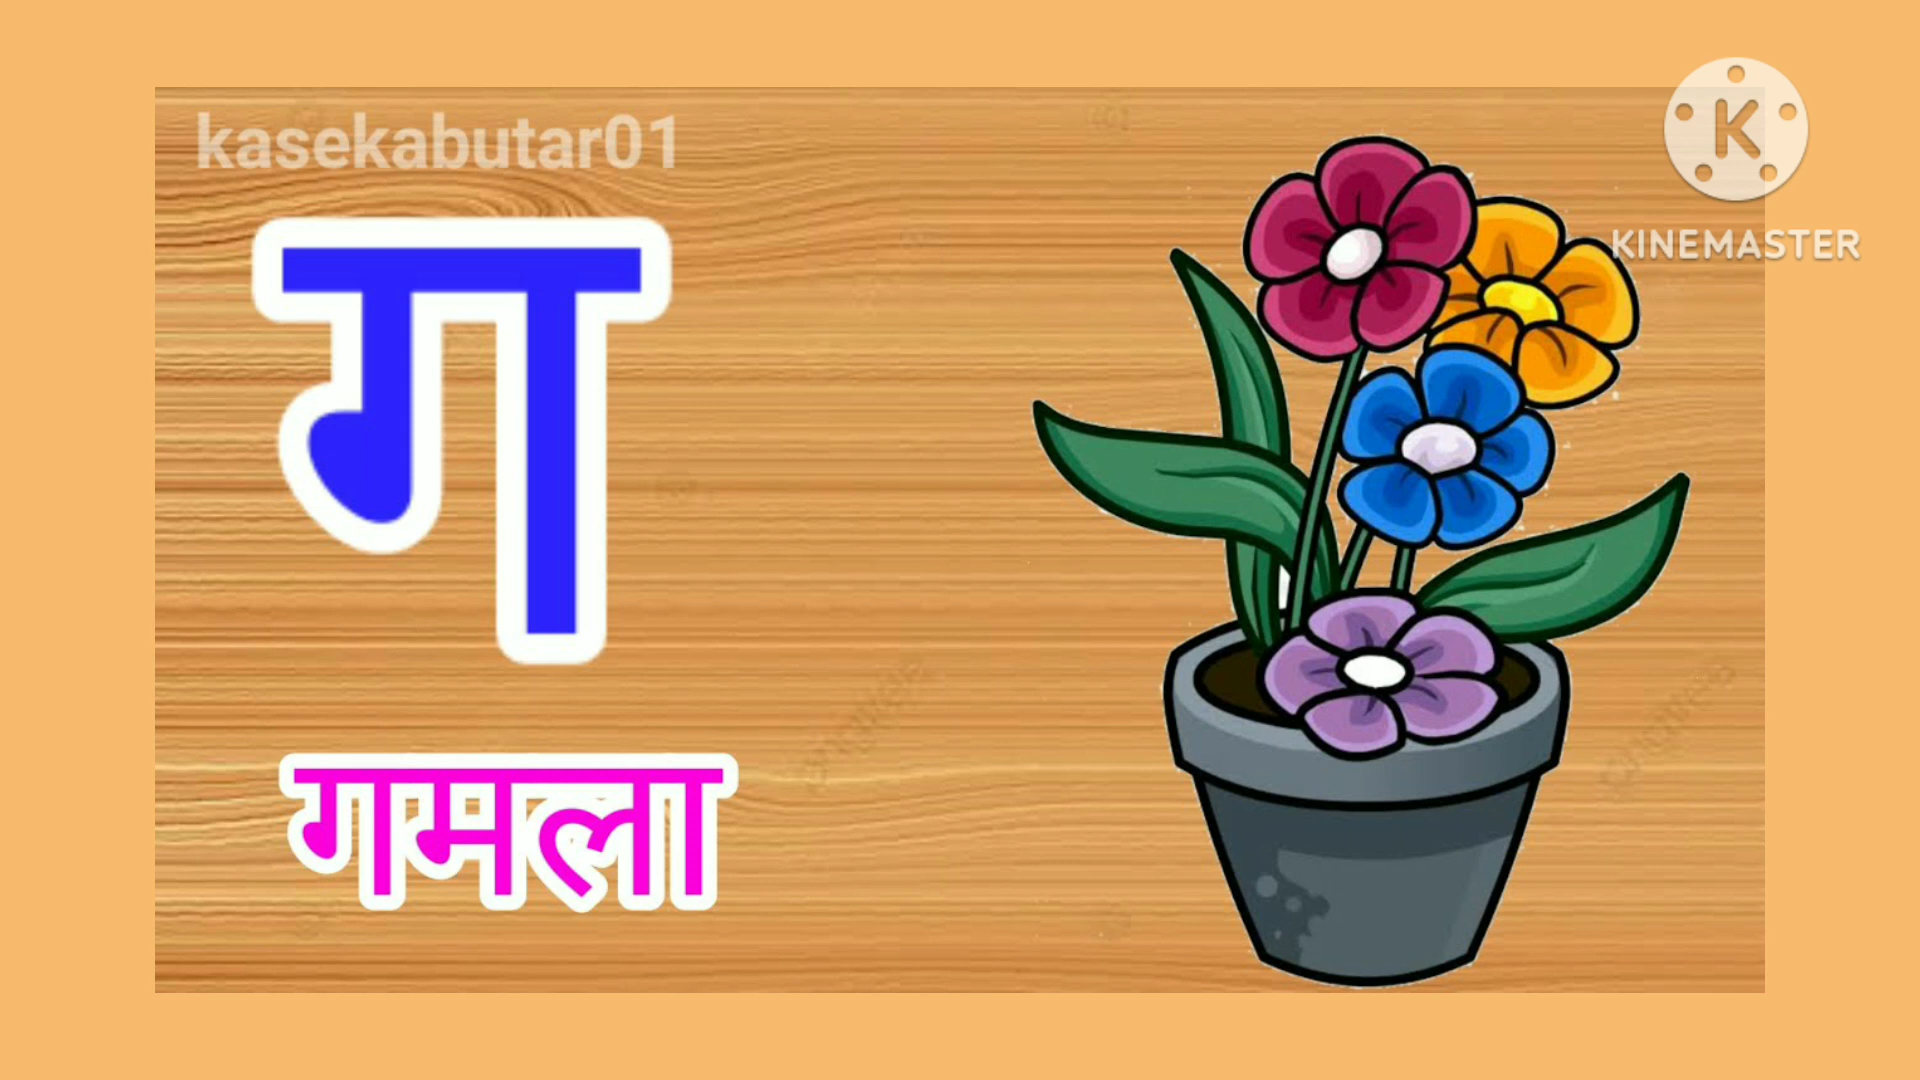 kasekabutar01
K
KINEMASTER
ग
गमला